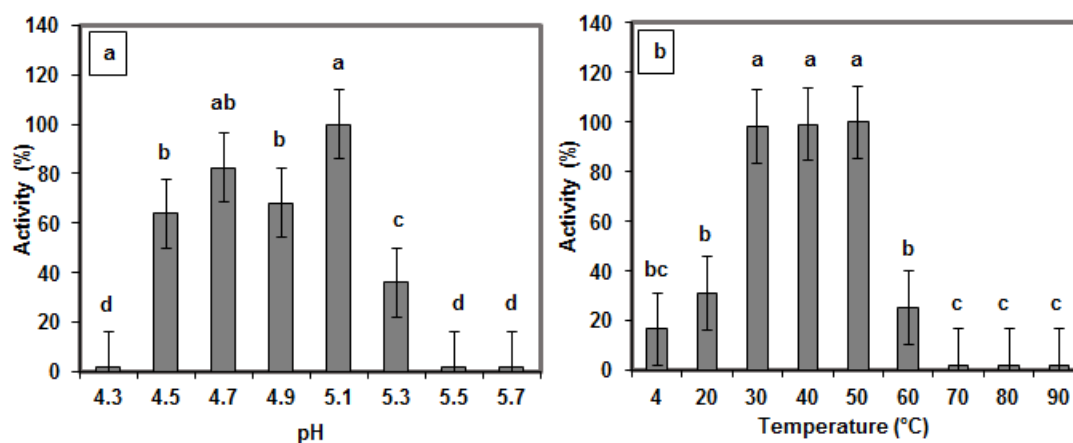 a
140
120
100
80
60
40
20
0
Activity (%)
d
b
ab
b
a
c
d
d
4.3 4.5 4.7 4.9 5.1 5.3 5.5 5.7
pH
b
140
120
100
80
60
40
20
0
Activity (%)
bc
b
a
a
a
b
c
c
c
4 20 30 40 50 60 70 80 90
Temperature (°C)